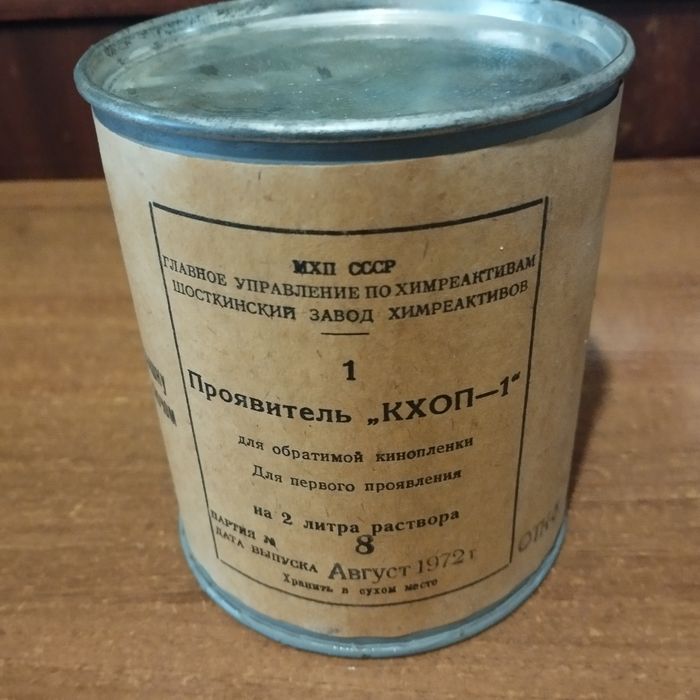 МХП СССР
ГЛАВНОЕ УПРАВЛЕНИЕ ПО ХИМРЕАКТИВАМ
ШОСТКИНСКИЙ ЗАВОД ХИМРЕАКТИВОВ
1
Проявитель „КХОП—1“
для обратимой кинопленки
Для первого проявления
на 2 литра раствора
ПАРТИЯ № 8
ДАТА ВЫПУСКА Август 1972 г
Хранить в сухом месте